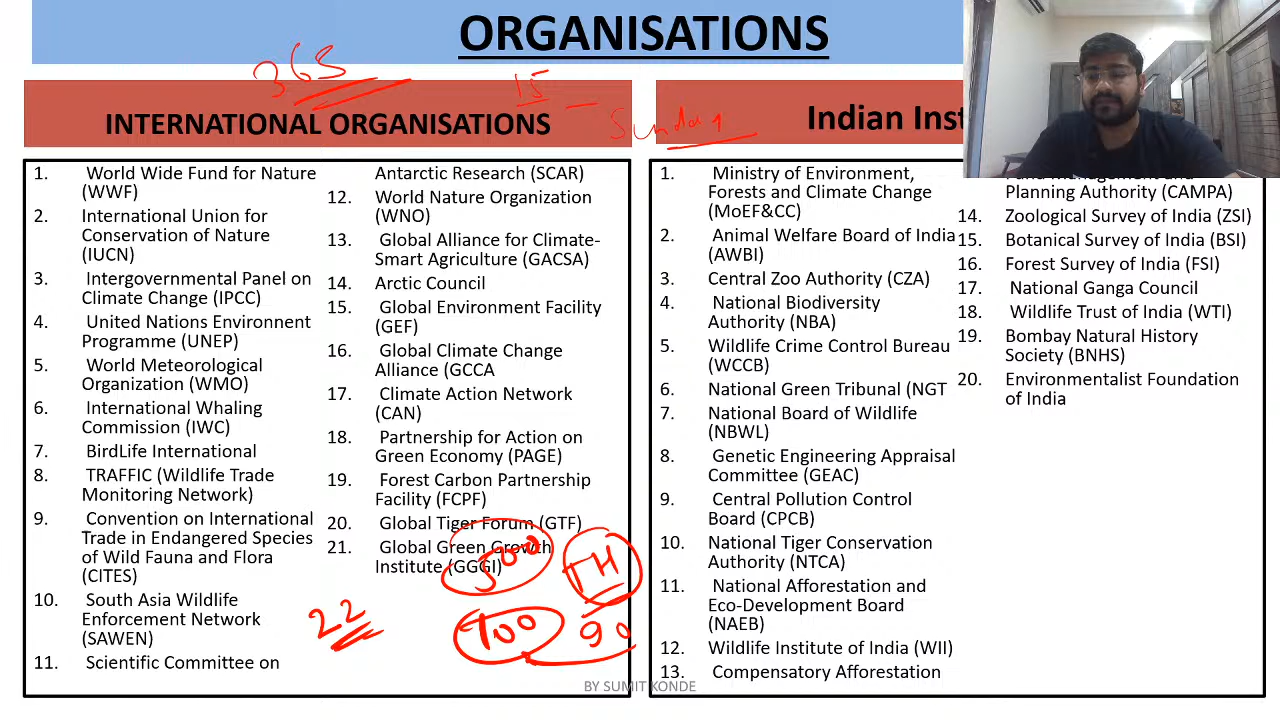 ORGANISATIONS
365
15
Sunday
INTERNATIONAL ORGANISATIONS
1. World Wide Fund for Nature
(WWF)
2. International Union for
Conservation of Nature
(IUCN)
3. Intergovernmental Panel on
Climate Change (IPCC)
4. United Nations Environment
Programme (UNEP)
5. World Meteorological
Organization (WMO)
6. International Whaling
Commission (IWC)
7. BirdLife International
8. TRAFFIC (Wildlife Trade
Monitoring Network)
9. Convention on International
Trade in Endangered Species
of Wild Fauna and Flora
(CITES)
10. South Asia Wildlife
Enforcement Network
(SAWEN)
11. Scientific Committee on
Antarctic Research (SCAR)
12. World Nature Organization
(WNO)
13. Global Alliance for Climate-
Smart Agriculture (GACSA)
14. Arctic Council
15. Global Environment Facility
(GEF)
16. Global Climate Change
Alliance (GCCA
17. Climate Action Network
(CAN)
18. Partnership for Action on
Green Economy (PAGE)
19. Forest Carbon Partnership
Facility (FCPF)
20. Global Tiger Forum (GTF)
21. Global Green Growth
Institute (GGGI)
500
TH
22
100
90
Indian
1. Ministry of Environment,
Forests and Climate Change
(MoEF&CC)
2. Animal Welfare Board of India
(AWBI)
3. Central Zoo Authority (CZA)
4. National Biodiversity
Authority (NBA)
5. Wildlife Crime Control Bureau
(WCCB)
6. National Green Tribunal (NGT
7. National Board of Wildlife
(NBWL)
8. Genetic Engineering Appraisal
Committee (GEAC)
9. Central Pollution Control
Board (CPCB)
10. National Tiger Conservation
Authority (NTCA)
11. National Afforestation and
Eco-Development Board
(NAEB)
12. Wildlife Institute of India (WII)
13. Compensatory Afforestation
Planning Authority (CAMPA)
14. Zoological Survey of India (ZSI)
15. Botanical Survey of India (BSI)
16. Forest Survey of India (FSI)
17. National Ganga Council
18. Wildlife Trust of India (WTI)
19. Bombay Natural History
Society (BNHS)
20. Environmentalist Foundation
of India
BY SUMIT KONDE